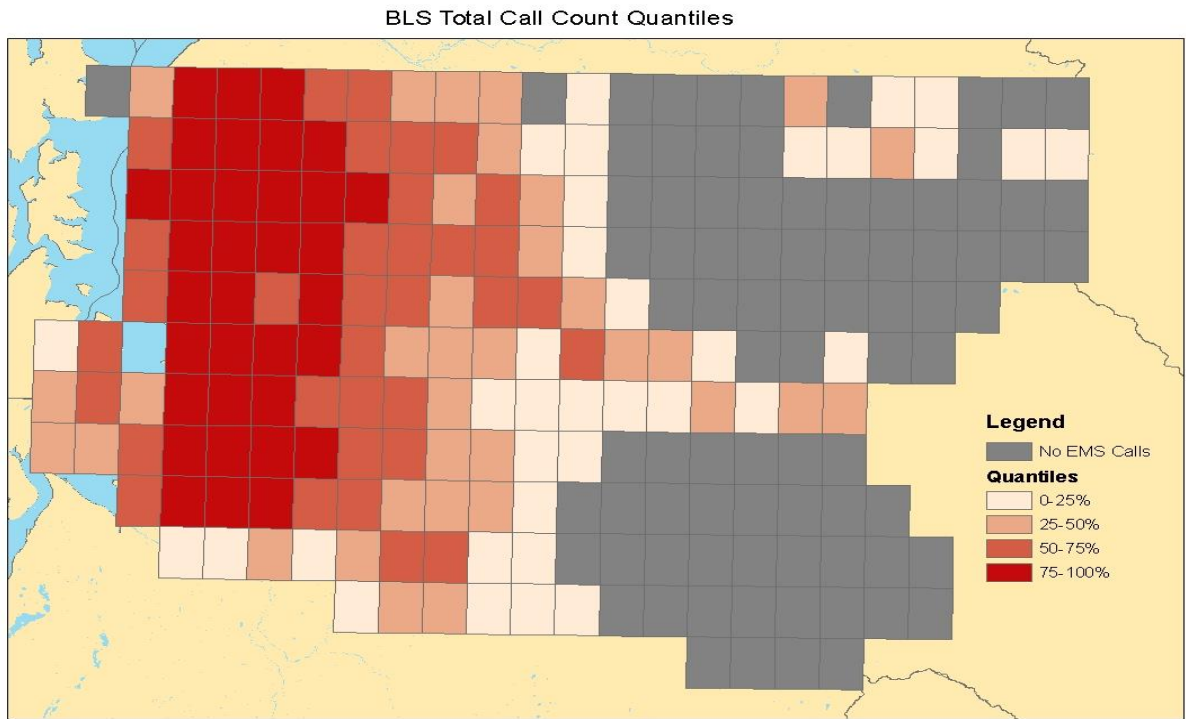 BLS Total Call Count Quantiles
Legend
No EMS Calls
Quantiles
0-25%
25-50%
50-75%
75-100%